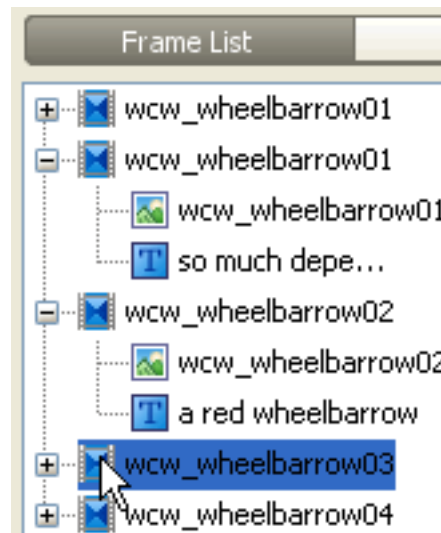 Frame List
wcw_wheelbarrow01
wcw_wheelbarrow01
wcw_wheelbarrow01
so much depe...
wcw_wheelbarrow02
wcw_wheelbarrow02
a red wheelbarrow
wcw_wheelbarrow03
wcw_wheelbarrow04